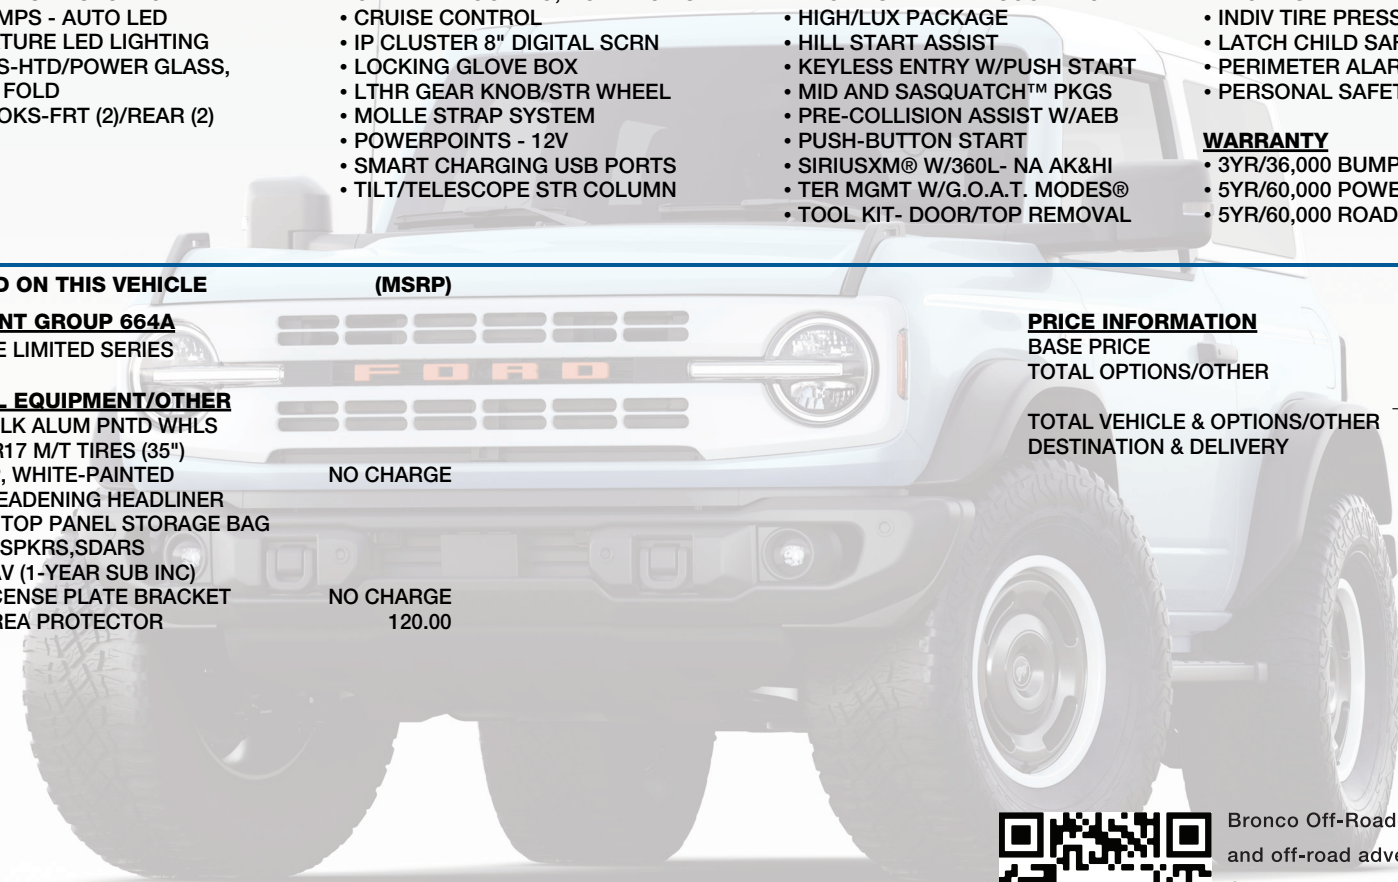 MPS - AUTO LED
TURE LED LIGHTING
S-HTD/POWER GLASS,
FOLD
OKS-FRT (2)/REAR (2)
• CRUISE CONTROL
• IP CLUSTER 8" DIGITAL SCRN
• LOCKING GLOVE BOX
• LTHR GEAR KNOB/STR WHEEL
• MOLLE STRAP SYSTEM
• POWERPOINTS - 12V
• SMART CHARGING USB PORTS
• TILT/TELESCOPE STR COLUMN
• HIGH/LUX PACKAGE
• HILL START ASSIST
• KEYLESS ENTRY W/PUSH START
• MID AND SASQUATCH™ PKGS
• PRE-COLLISION ASSIST W/AEB
• PUSH-BUTTON START
• SIRIUSXM® W/360L- NA AK&HI
• TER MGMT W/G.O.A.T. MODES®
• TOOL KIT- DOOR/TOP REMOVAL
• INDIV TIRE PRESS
• LATCH CHILD SAF
• PERIMETER ALAR
• PERSONAL SAFET
WARRANTY
• 3YR/36,000 BUMP
• 5YR/60,000 POWE
• 5YR/60,000 ROAD
D ON THIS VEHICLE (MSRP)
NT GROUP 664A
E LIMITED SERIES
L EQUIPMENT/OTHER
LK ALUM PNTD WHLS
R17 M/T TIRES (35")
, WHITE-PAINTED NO CHARGE
EADENING HEADLINER
TOP PANEL STORAGE BAG
SPKRS,SDARS
AV (1-YEAR SUB INC)
CENSE PLATE BRACKET NO CHARGE
REA PROTECTOR 120.00
PRICE INFORMATION
BASE PRICE
TOTAL OPTIONS/OTHER
TOTAL VEHICLE & OPTIONS/OTHER
DESTINATION & DELIVERY
FORD
Bronco Off-Road
and off-road adve